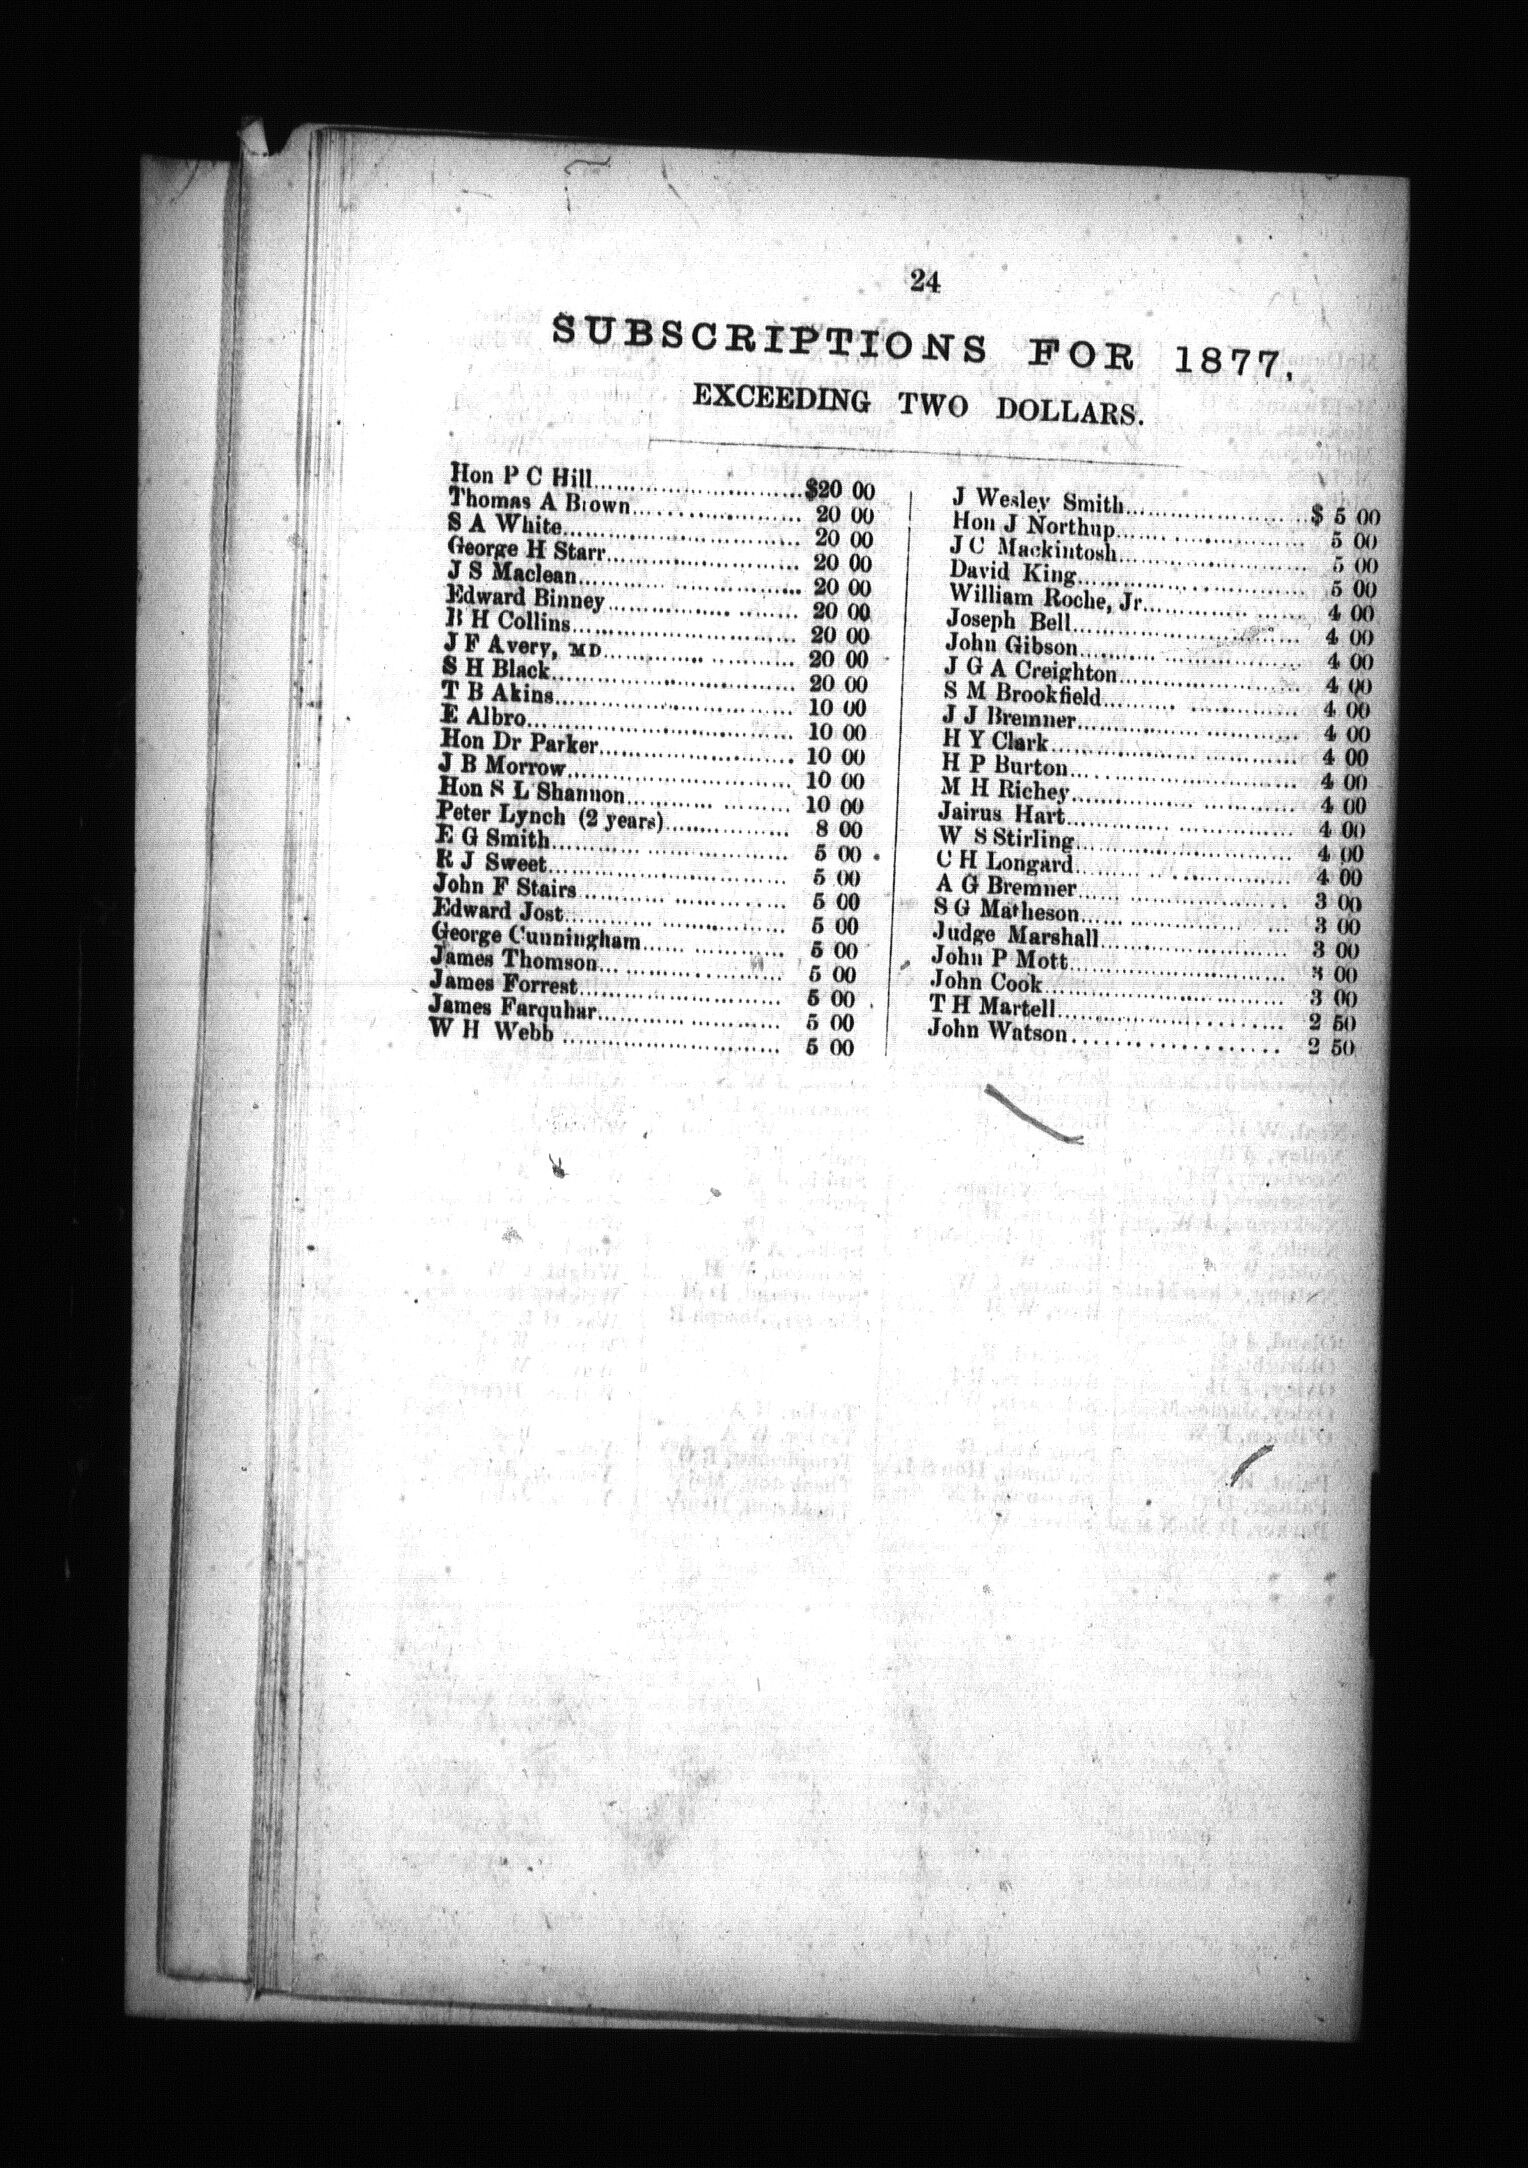 24
SUBSCRIPTIONS FOR 1877,
EXCEEDING TWO DOLLARS.
Hon P C Hill.......................$20 00
Thomas A Brown................... 20 00
S A White.......................... 20 00
George H Starr..................... 20 00
J S Maclean........................ 20 00
Edward Binney..................... 20 00
B H Collins........................ 20 00
J F Avery, MD..................... 20 00
S H Black.......................... 20 00
T B Akins.......................... 10 00
E Albro............................ 10 00
Hon Dr Parker...................... 10 00
J B Morrow......................... 10 00
Hon S L Shannon.................... 10 00
Peter Lynch (2 years).............. 8 00
E G Smith.......................... 5 00
R J Sweet.......................... 5 00
John F Stairs...................... 5 00
Edward Jost........................ 5 00
George Cunningham.................. 5 00
James Thomson...................... 5 00
James Forrest...................... 5 00
James Farquhar..................... 5 00
W H Webb .......................... 5 00
J Wesley Smith.....................$ 5 00
Hon J Northup...................... 5 00
J C Mackintosh..................... 5 00
David King......................... 5 00
William Roche, Jr.................. 4 00
Joseph Bell........................ 4 00
John Gibson........................ 4 00
J G A Creighton.................... 4 00
S M Brookfield..................... 4 00
J J Bremner........................ 4 00
H Y Clark.......................... 4 00
H P Burton......................... 4 00
M H Richey......................... 4 00
Jairus Hart........................ 4 00
W S Stirling....................... 4 00
C H Longard........................ 4 00
A G Bremner........................ 3 00
S G Matheson....................... 3 00
Judge Marshall..................... 3 00
John P Mott........................ 3 00
John Cook.......................... 3 00
T H Martell........................ 2 50
John Watson........................ 2 50